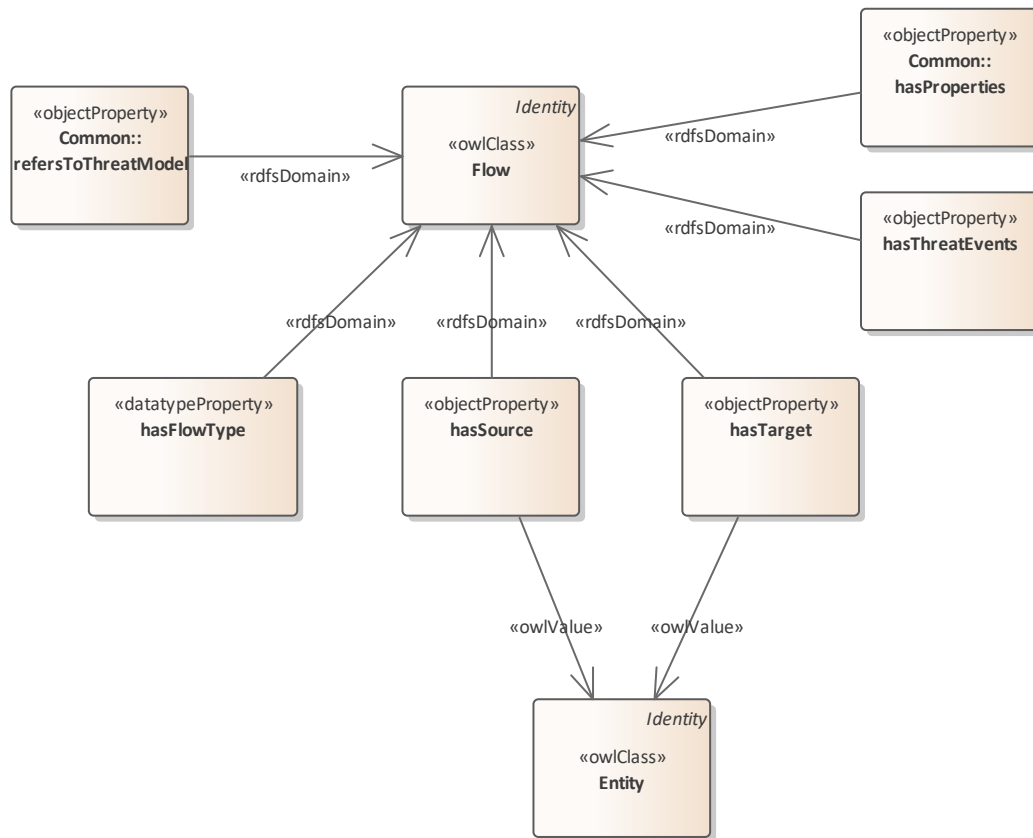 «objectProperty»
Common::
hasProperties
«objectProperty»
Common::
refersToThreatModel
Identity
«owlClass»
Flow
«rdfsDomain»
«rdfsDomain»
«rdfsDomain»
«objectProperty»
hasThreatEvents
«rdfsDomain»
«rdfsDomain»
«rdfsDomain»
«datatypeProperty»
hasFlowType
«objectProperty»
hasSource
«objectProperty»
hasTarget
«owlValue»
«owlValue»
Identity
«owlClass»
Entity